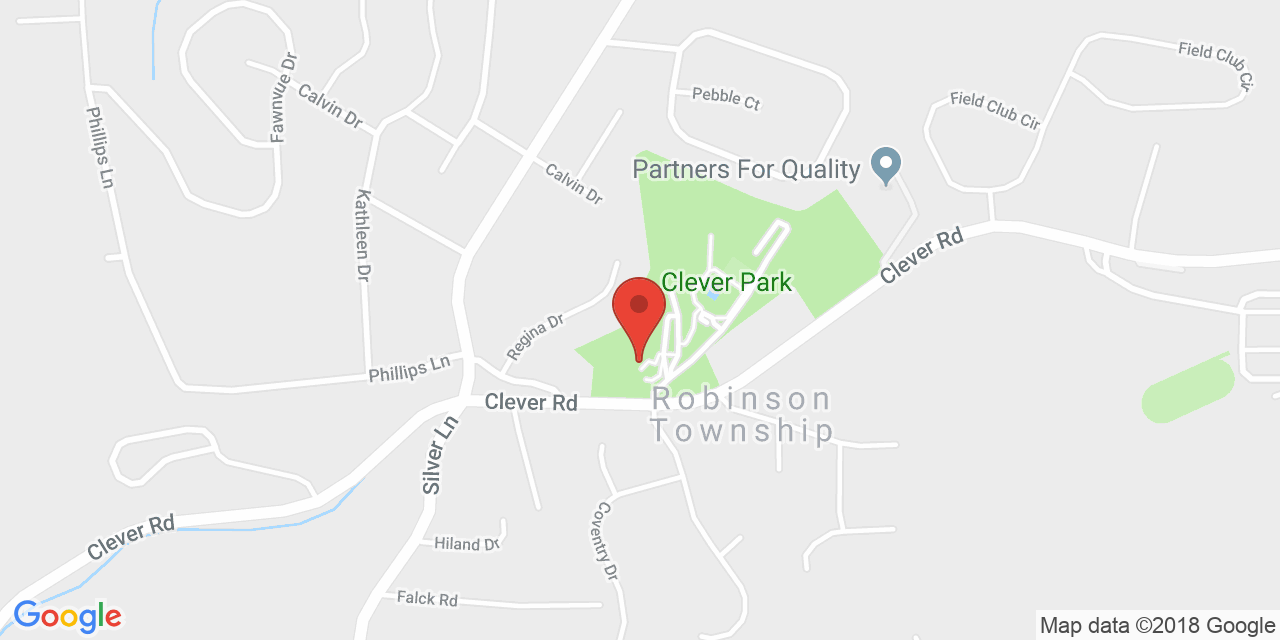 Field Club Cir
Fawnvue Dr
Calvin Dr
Pebble Ct
Field Club Cir
Phillips Ln
Partners For Quality
Calvin Dr
Kathleen Dr
Clever Rd
Clever Park
Regina Dr
Phillips Ln
Clever Rd
Robinson
Township
Silver Ln
Clever Rd
Coventry Dr
Hiland Dr
Falck Rd
Google
Map data ©2018 Google